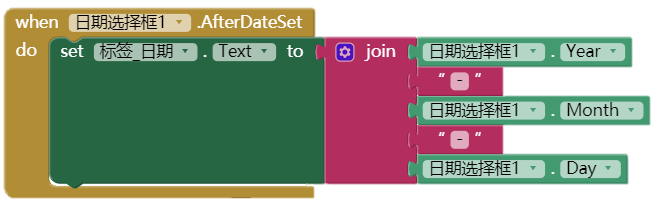 when 日期选择框1 .AfterDateSet
do set 标签_日期 . Text to join 日期选择框1 . Year
" - "
日期选择框1 . Month
" - "
日期选择框1 . Day